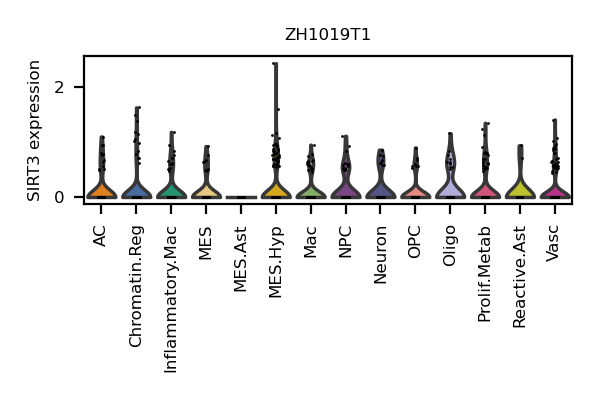 ZH1019T1
SIRT3 expression
2
0
AC
Chromatin.Reg
Inflammatory.Mac
MES
MES.Ast
MES.Hyp
Mac
NPC
Neuron
OPC
Oligo
Prolif.Metab
Reactive.Ast
Vasc